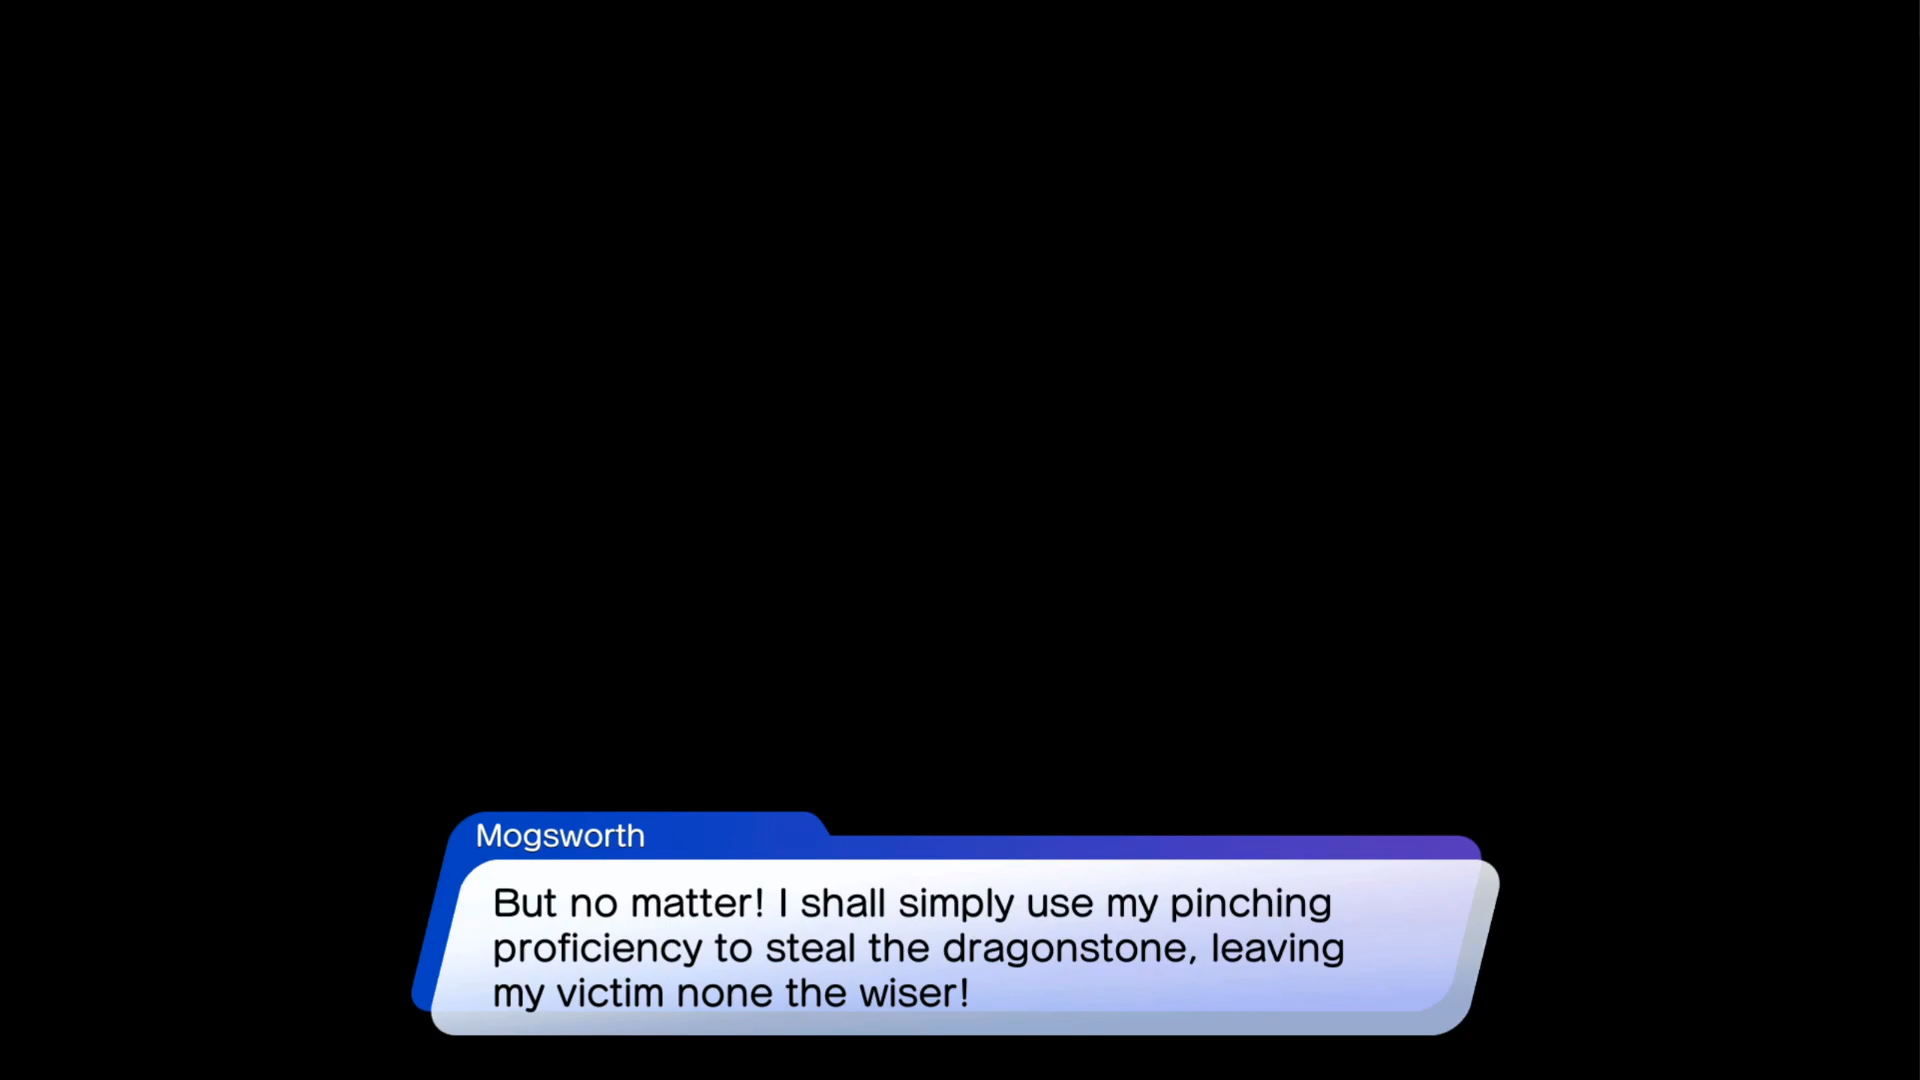 Mogsworth
But no matter! I shall simply use my pinching
proficiency to steal the dragonstone, leaving
my victim none the wiser!